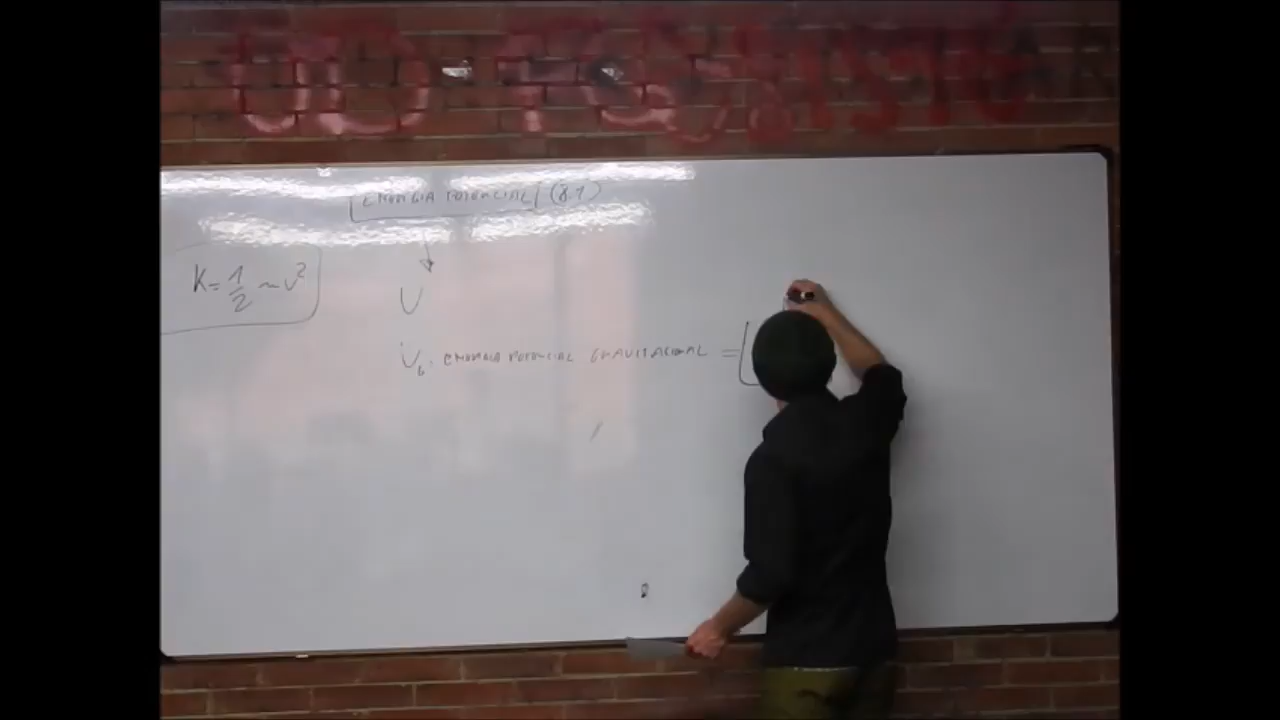 ENERGIA POTENCIAL (8.1)
K = 1/2 m v²
U
U_G: ENERGIA POTENCIAL GRAVITACIONAL =